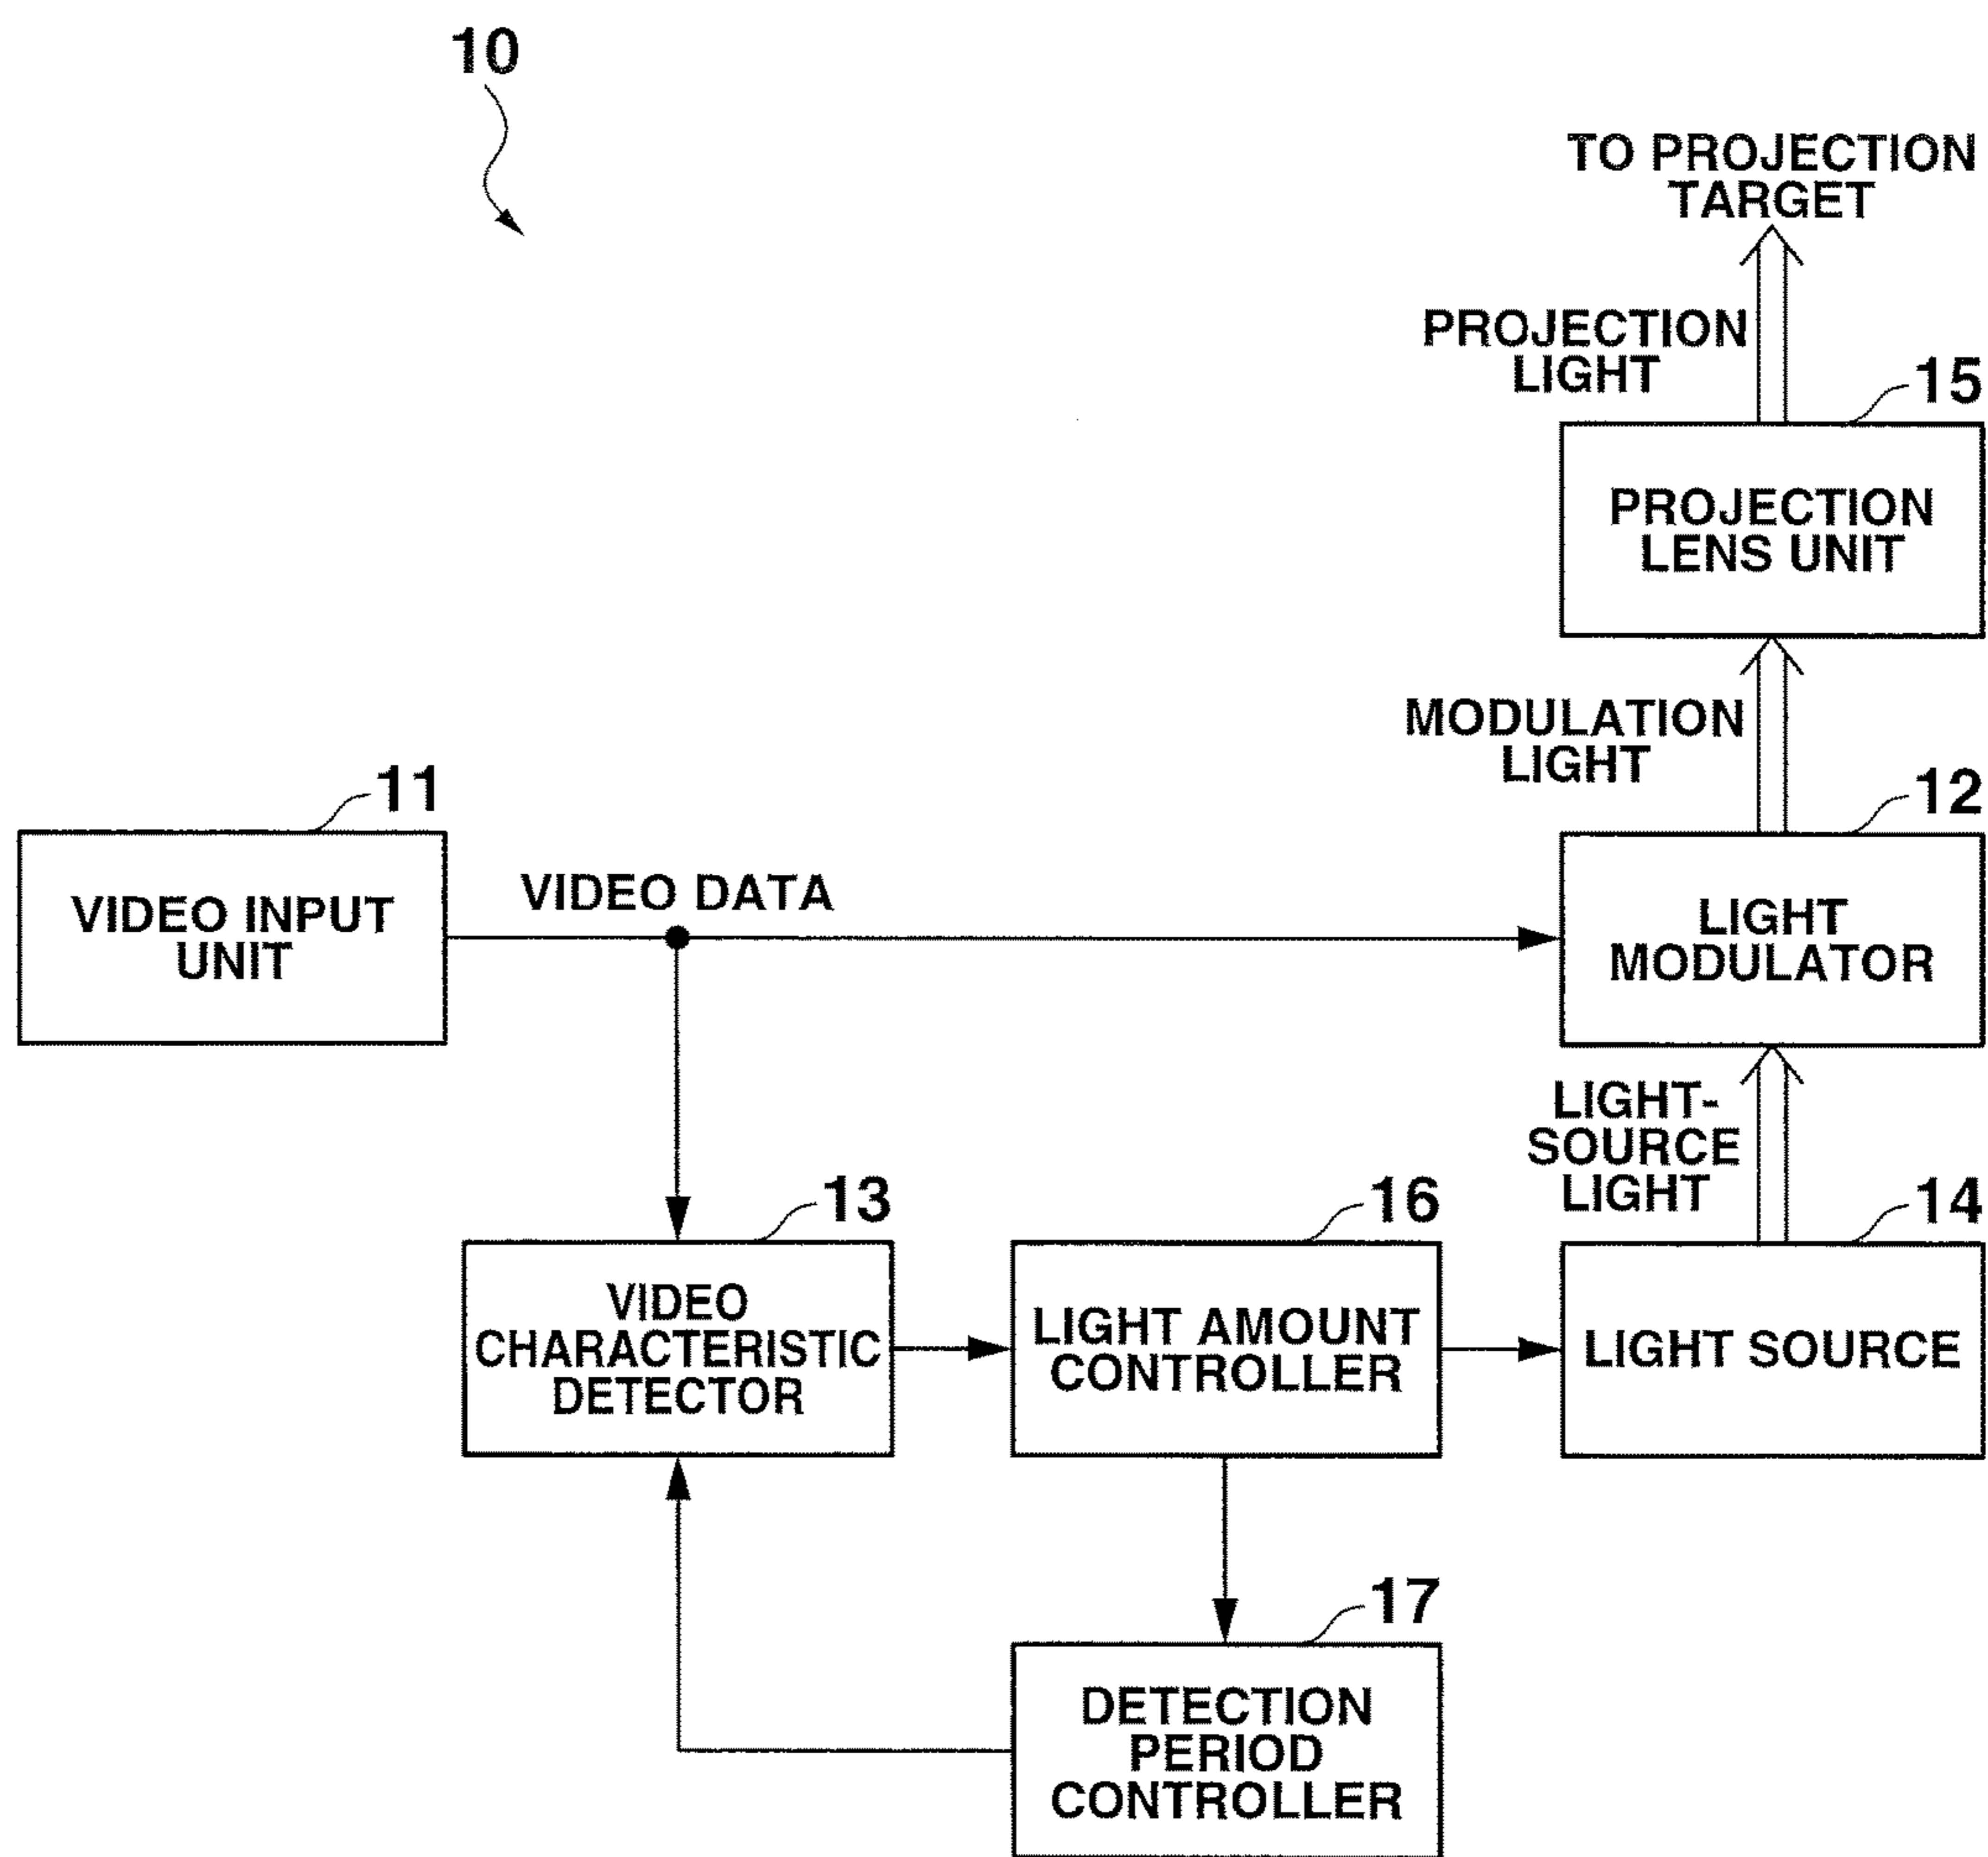 10
TO PROJECTION
TARGET
PROJECTION
LIGHT
15
PROJECTION
LENS UNIT
MODULATION
LIGHT
11
12
VIDEO INPUT
UNIT
VIDEO DATA
LIGHT
MODULATOR
LIGHT-
SOURCE
LIGHT
13
16
14
VIDEO
CHARACTERISTIC
DETECTOR
LIGHT AMOUNT
CONTROLLER
LIGHT SOURCE
17
DETECTION
PERIOD
CONTROLLER